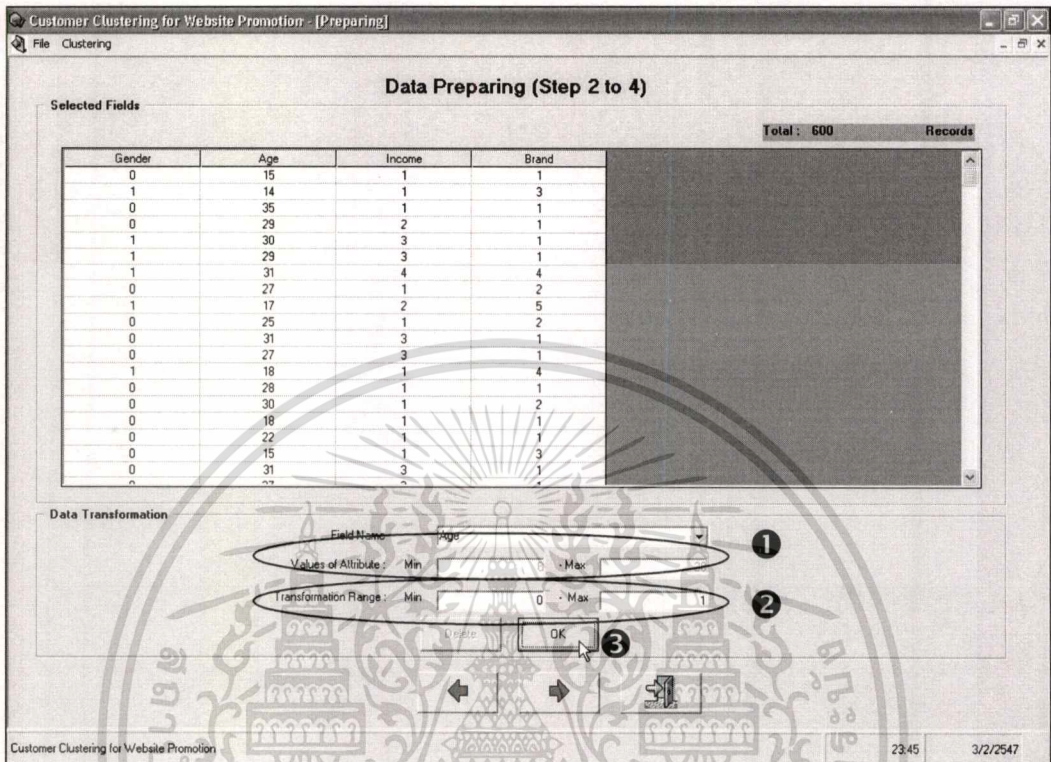 Customer Clustering for Website Promotion - [Preparing]
File Clustering
Data Preparing (Step 2 to 4)
Selected Fields
Total : 600 Records
Gender Age Income Brand
0 15 1 1
1 14 1 3
0 35 1 1
0 29 2 1
1 30 3 1
1 29 3 1
1 31 4 4
0 27 1 2
1 17 2 5
0 25 1 2
0 31 3 1
0 27 3 1
1 18 1 4
0 28 1 1
0 30 1 2
0 18 1 1
0 22 1 1
0 15 1 3
0 31 3 1
Data Transformation
Field Name Age
Values of Attribute : Min - Max
1
Transformation Range : Min 0 - Max 1
2
Delete OK
3
Customer Clustering for Website Promotion 23:45 3/2/2547